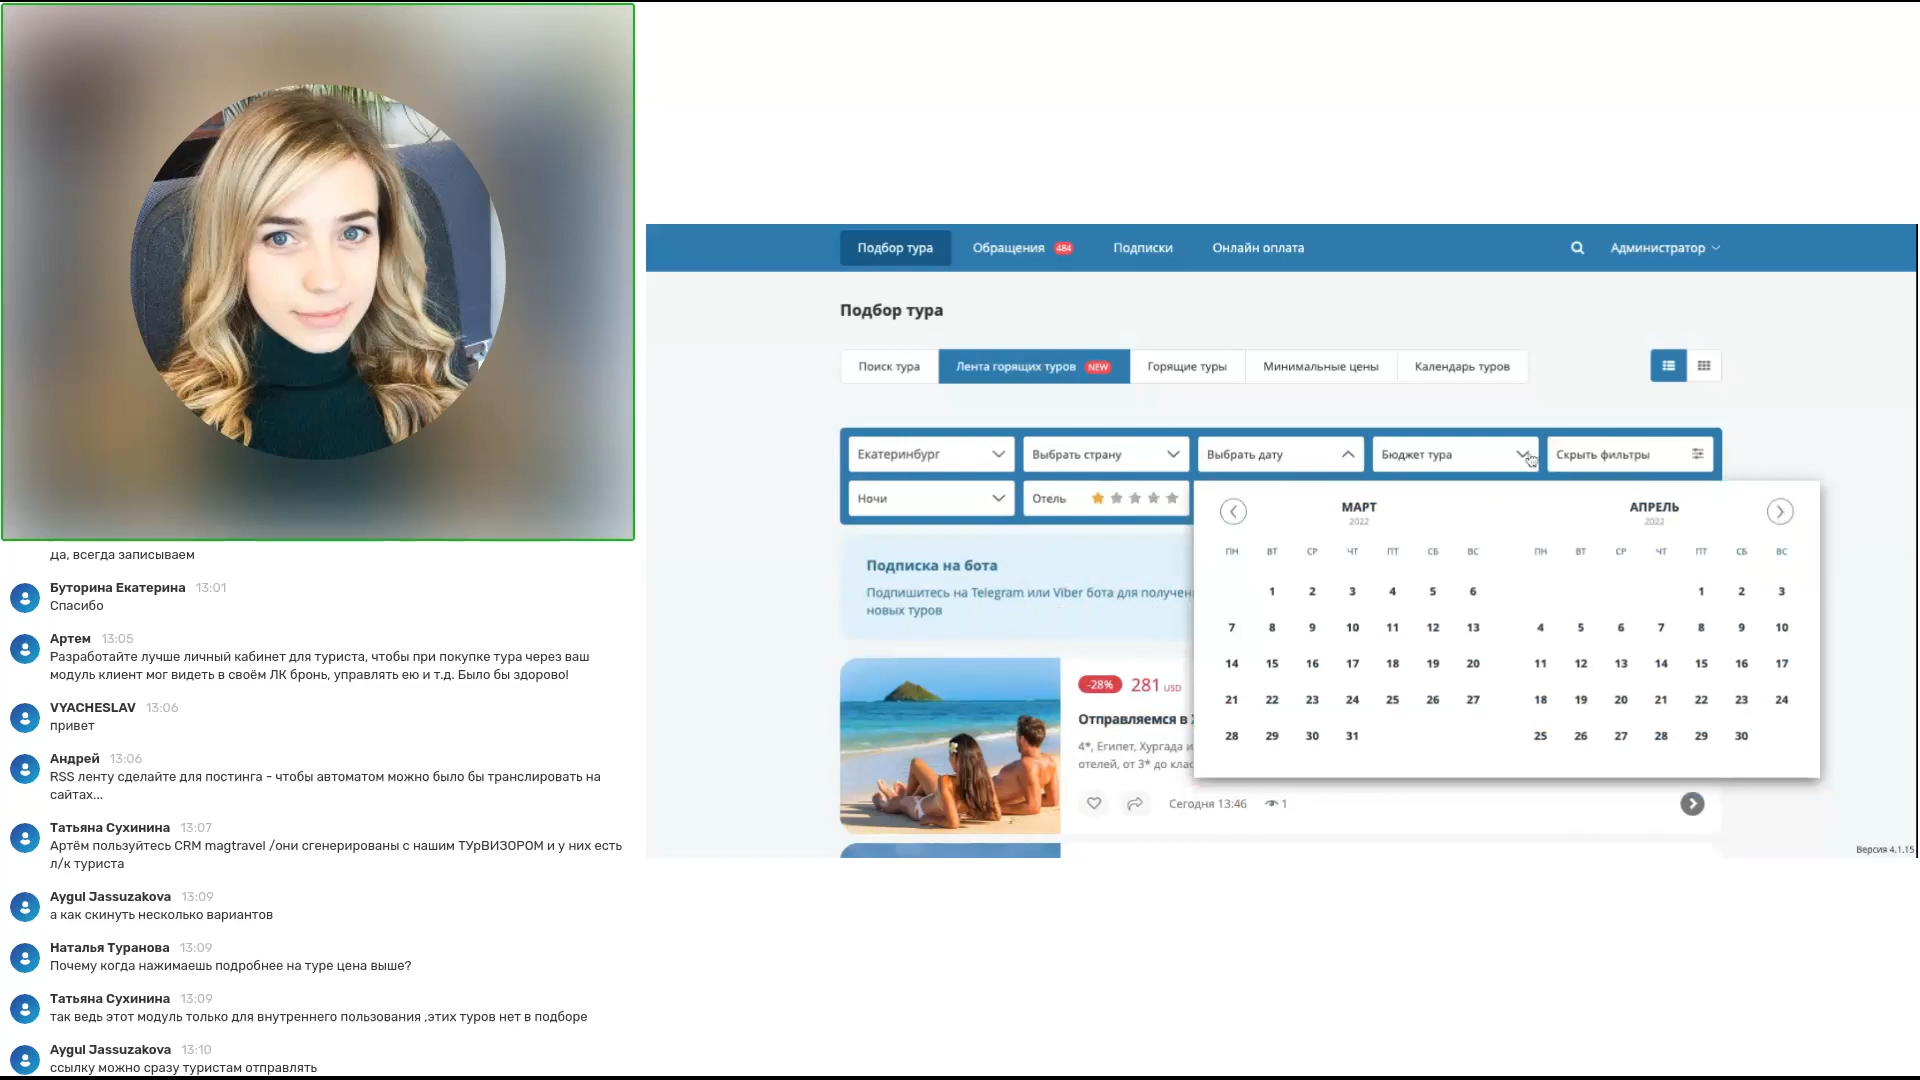 да, всегда записываем
Буторина Екатерина 13:01
Спасибо
Артем 13:05
Разработайте лучше личный кабинет для туриста, чтобы при покупке тура через ваш
модуль клиент мог видеть в своём ЛК бронь, управлять ею и т.д. Было бы здорово!
VYACHESLAV 13:06
привет
Андрей 13:06
RSS ленту сделайте для постинга - чтобы автоматом можно было бы транслировать на
сайтах...
Татьяна Сухинина 13:07
Артём пользуйтесь CRM magtravel /они сгенерированы с нашим ТУрВИЗОРОМ и у них есть
л/к туриста
Aygul Jassuzakova 13:09
а как скинуть несколько вариантов
Наталья Туранова 13:09
Почему когда нажимаешь подробнее на туре цена выше?
Татьяна Сухинина 13:09
так ведь этот модуль только для внутреннего пользования ,этих туров нет в подборе
Aygul Jassuzakova 13:10
ссылку можно сразу туристам отправлять
Подбор тура Обращения 484 Подписки Онлайн оплата Администратор
Подбор тура
Поиск тура Лента горящих туров NEW Горящие туры Минимальные цены Календарь туров
Екатеринбург Выбрать страну Выбрать дату Бюджет тура Скрыть фильтры
Ночи Отель
МАРТ АПРЕЛЬ
2022 2022
ПН ВТ СР ЧТ ПТ СБ ВС ПН ВТ СР ЧТ ПТ СБ ВС
1 2 3 4 5 6 1 2 3
7 8 9 10 11 12 13 4 5 6 7 8 9 10
14 15 16 17 18 19 20 11 12 13 14 15 16 17
21 22 23 24 25 26 27 18 19 20 21 22 23 24
28 29 30 31 25 26 27 28 29 30
Подписка на бота
Подпишитесь на Telegram или Viber бота для получен
новых туров
-28% 281 USD
Отправляемся в
4*, Египет, Хургада и
отелей, от 3* до клас
Сегодня 13:46 1
Версия 4.1.15